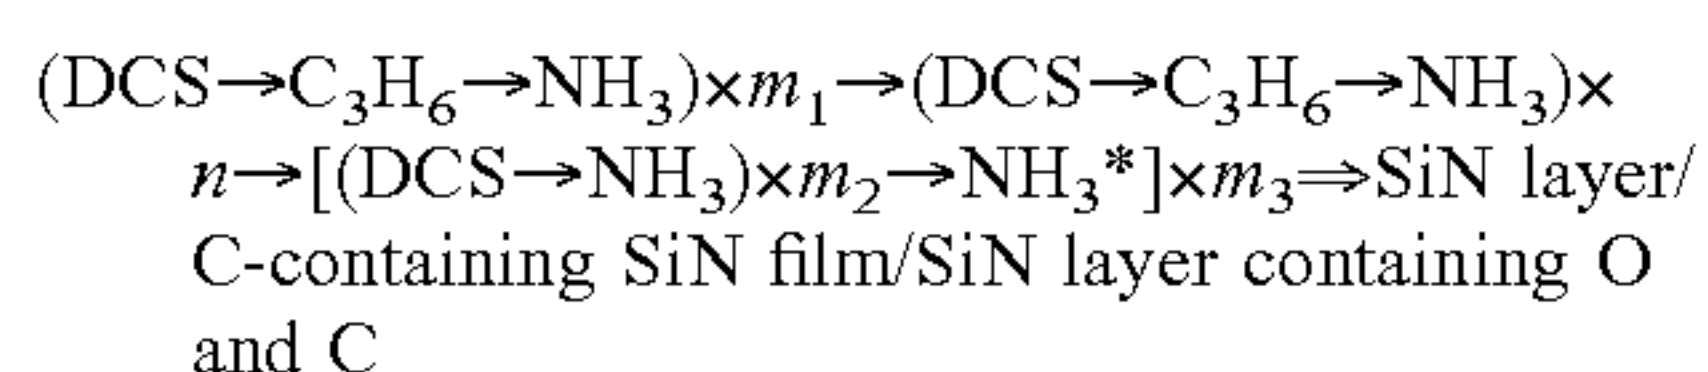 (DCS→C₃H₆→NH₃)×m₁→(DCS→C₃H₆→NH₃)×
n→[(DCS→NH₃)×m₂→NH₃*]×m₃⇒SiN layer/
C-containing SiN film/SiN layer containing O
and C